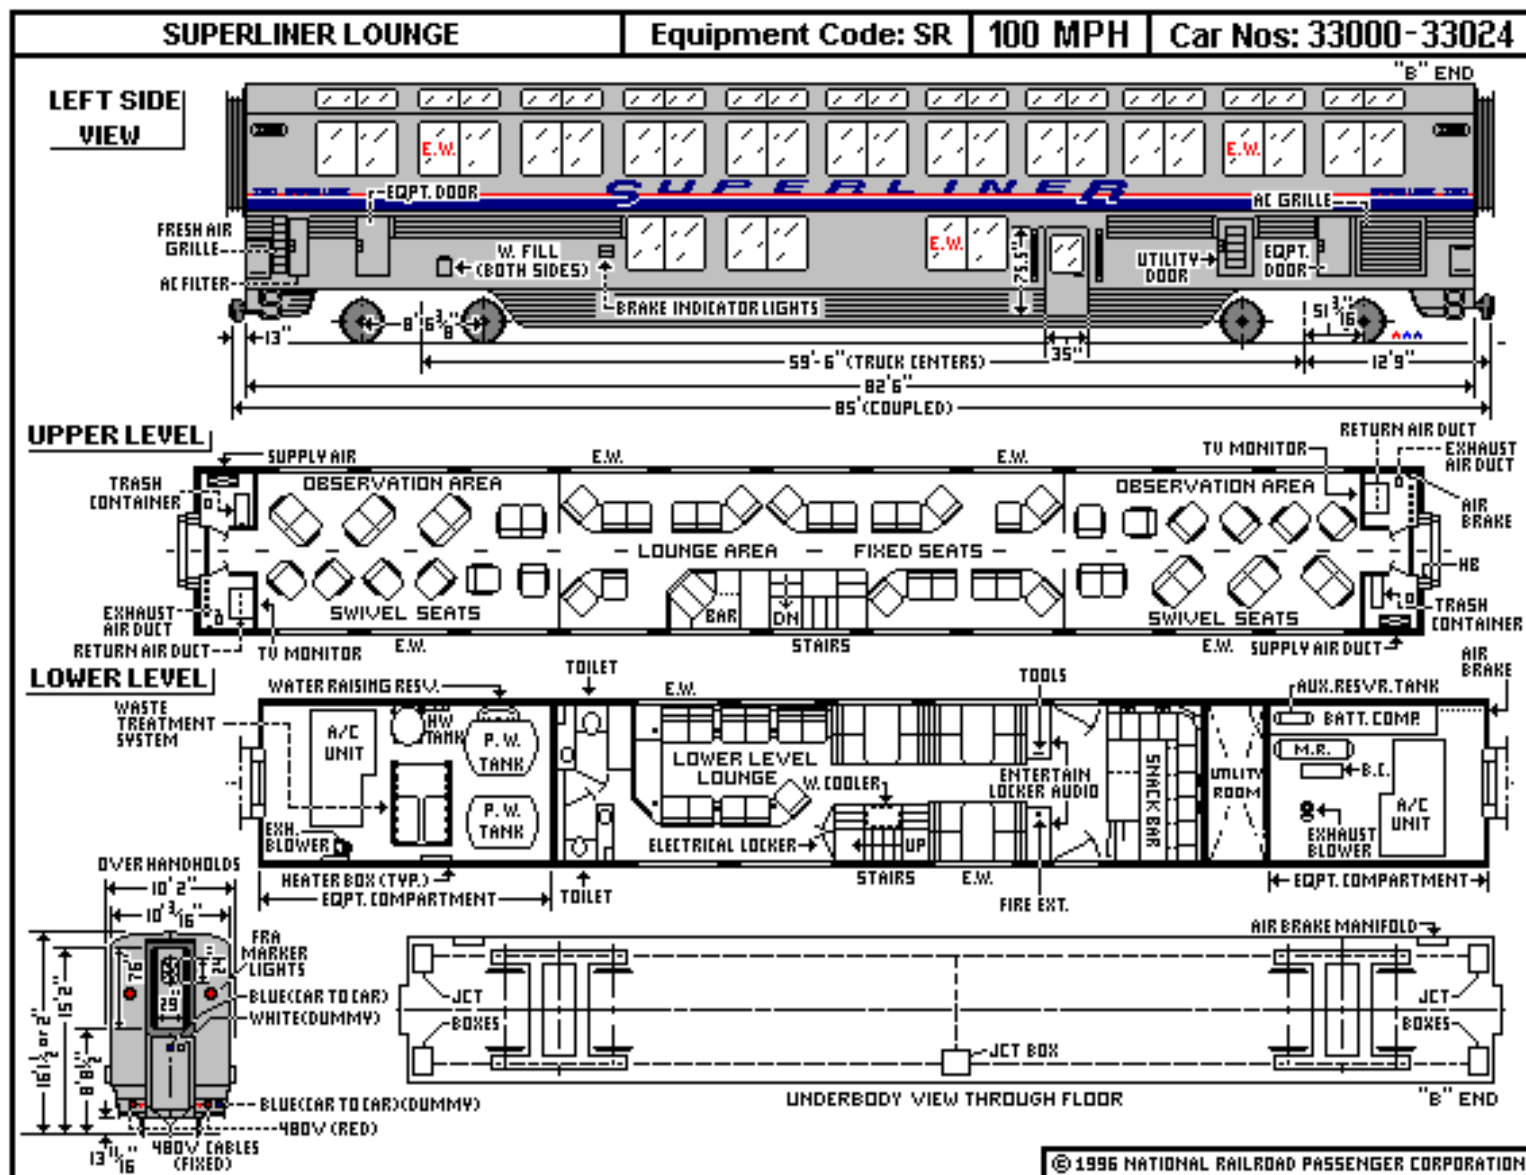 SUPERLINER LOUNGE
Equipment Code: SR
100 MPH
Car Nos: 33000-33024
"B" END
LEFT SIDE
VIEW
E.W.
E.W.
SUPERLINER
EQPT. DOOR
AC GRILLE
FRESH AIR
GRILLE
W. FILL
(BOTH SIDES)
E.W.
75.5"
UTILITY
DOOR
EQPT.
DOOR
AC FILTER
BRAKE INDICATOR LIGHTS
13"
8' 6 3/8"
35"
51 3/16
59'-6" (TRUCK CENTERS)
12'9"
82'6"
85' (COUPLED)
UPPER LEVEL
SUPPLY AIR
E.W.
E.W.
TV MONITOR
RETURN AIR DUCT
EXHAUST
AIR DUCT
TRASH
CONTAINER
OBSERVATION AREA
OBSERVATION AREA
AIR
BRAKE
LOUNGE AREA
FIXED SEATS
HB
BAR
DN
EXHAUST
AIR DUCT
SWIVEL SEATS
SWIVEL SEATS
TRASH
CONTAINER
RETURN AIR DUCT
TV MONITOR
E.W.
STAIRS
E.W.
SUPPLY AIR DUCT
LOWER LEVEL
WATER RAISING RESV.
TOILET
E.W.
TOOLS
AUX. RESVR. TANK
AIR
BRAKE
WASTE
TREATMENT
SYSTEM
A/C
UNIT
HW
TANK
P. W.
TANK
LOWER LEVEL
LOUNGE
W. COOLER
ENTERTAIN
LOCKER AUDIO
SNACK BAR
UTILITY
ROOM
BATT. COMP.
M.R.
B.C.
A/C
UNIT
P. W.
TANK
EXH.
BLOWER
ELECTRICAL LOCKER
UP
EXHAUST
BLOWER
HEATER BOX (TYP.)
EQPT. COMPARTMENT
TOILET
STAIRS
E.W.
FIRE EXT.
EQPT. COMPARTMENT
OVER HANDHOLDS
10'2"
10' 3/16"
FRA
MARKER
LIGHTS
76"
24"
29"
16'1 1/2" or 2"
15'2"
8'8 1/2"
BLUE (CAR TO CAR)
WHITE (DUMMY)
BLUE (CAR TO CAR) (DUMMY)
480V (RED)
480V CABLES
(FIXED)
13 11/16"
AIR BRAKE MANIFOLD
JCT
BOXES
JCT BOX
JCT
BOXES
UNDERBODY VIEW THROUGH FLOOR
"B" END
© 1996 NATIONAL RAILROAD PASSENGER CORPORATION